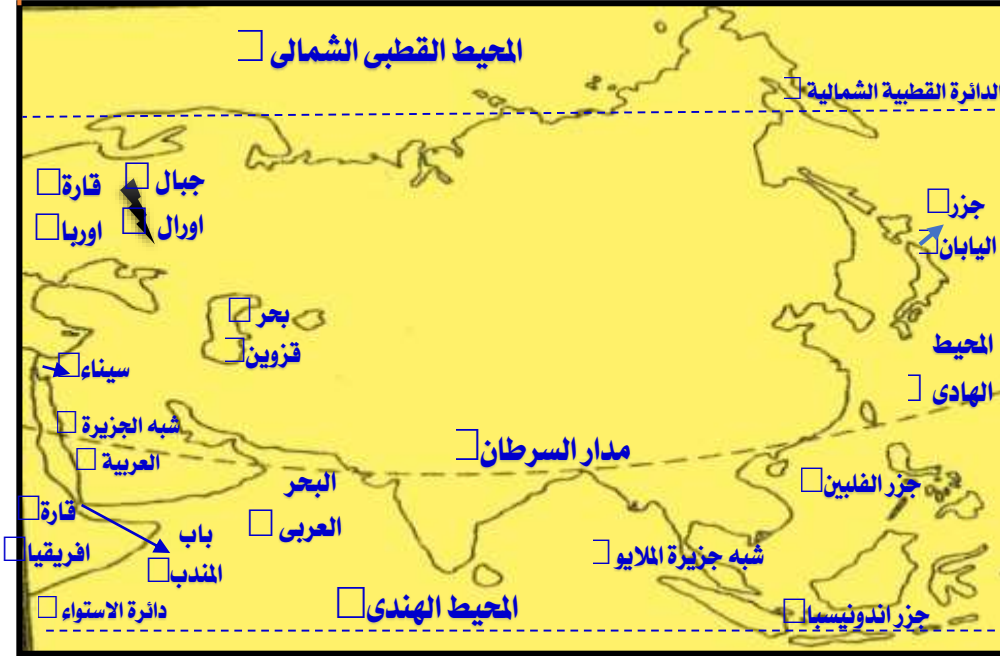 المحيط القطبى الشمالى
الدائرة القطبية الشمالية
جبال
اورال
قارة
اوربا
جزر
اليابان
بحر
قزوين
المحيط
الهادى
سيناء
شبه الجزيرة
العربية
مدار السرطان
البحر
العربى
جزر الفلبين
قارة
افريقيا
باب
المندب
شبه جزيرة الملايو
المحيط الهندى
دائرة الاستواء
جزر اندونيسبا